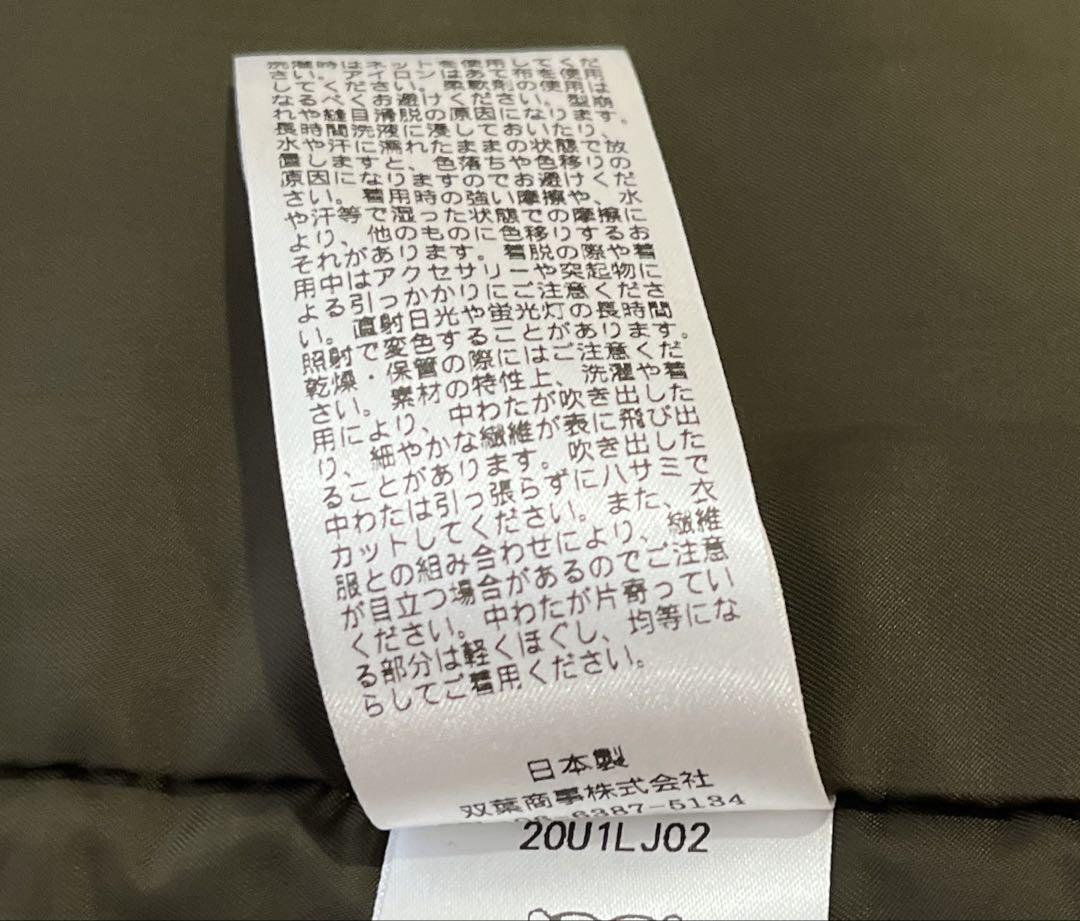 洗濯時はネットを使用してくだ
さい。アイロンはあて布を使用
してください。柔軟剤の使用は
なるべくお避けください。型崩
れや縫目滑脱の原因になります。
長時間洗液に浸しておいたり、
水や汗に濡れたままの状態で放
置しますと、色落ちや色移りの
原因になりますのでお避けくだ
さい。着用時の強い摩擦や、水
や汗等で湿った状態での摩擦に
より、他のものに色移りするお
それがあります。着脱の際や着
用中はアクセサリーや突起物に
よる引っかかりにご注意くださ
い。直射日光や蛍光灯の長時間
照射で変色することがあります。
乾燥・保管の際にはご注意くだ
さい。素材の特性上、洗濯や着
用により、中わたが吹き出した
り、細やかな繊維が表に飛び出
ることがあります。吹き出した
中わたは引っ張らずにハサミで
カットしてください。また、衣
服との組み合わせにより、繊維
が目立つ場合があるのでご注意
ください。中わたが片寄ってい
る部分は軽くほぐし、均等にな
らしてご着用ください。
日本製
双葉商事株式会社
06-6387-5134
20U1LJ02